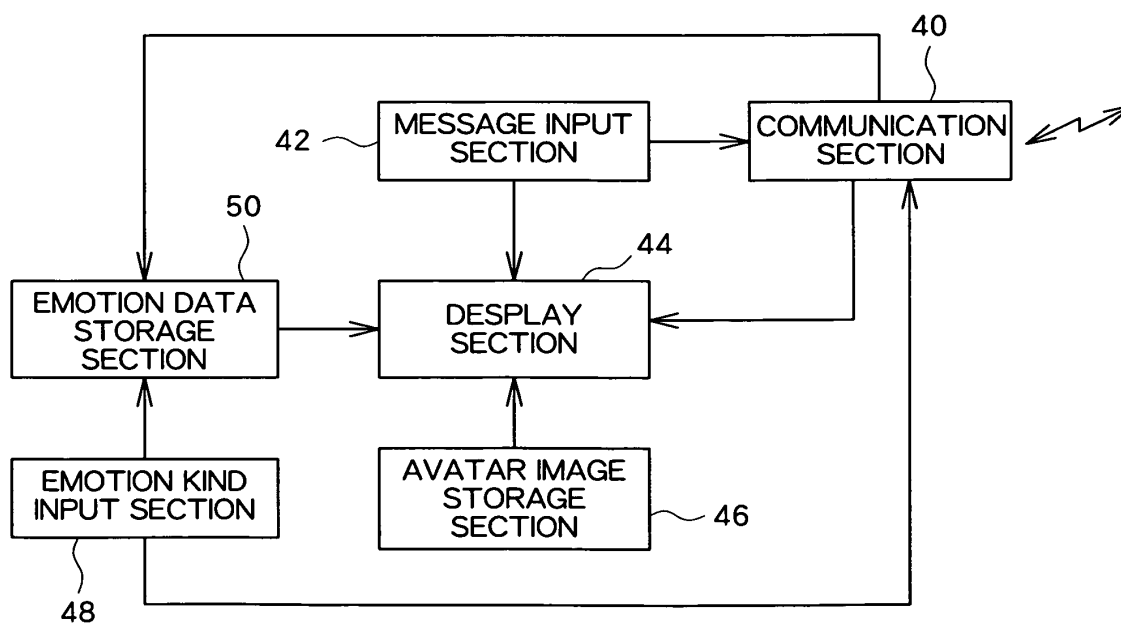 40
MESSAGE INPUT
SECTION
42
COMMUNICATION
SECTION
50
44
EMOTION DATA
STORAGE
SECTION
DESPLAY
SECTION
EMOTION KIND
INPUT SECTION
AVATAR IMAGE
STORAGE
SECTION
46
48